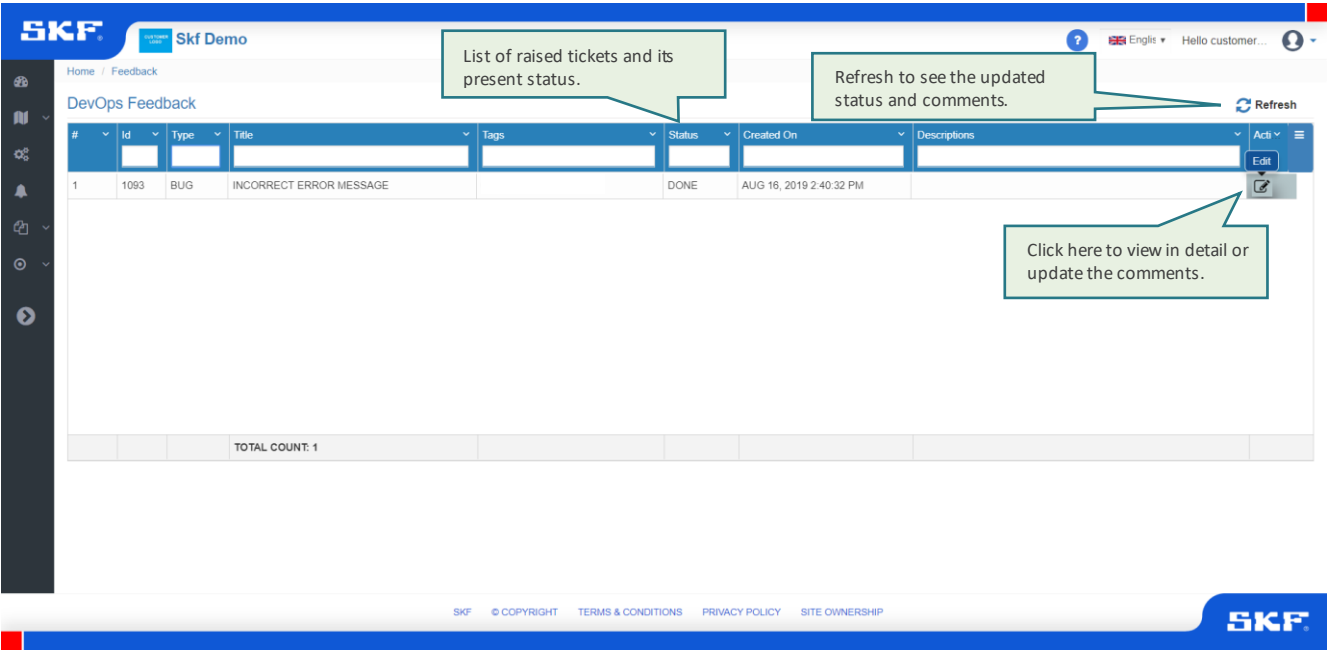 SKF®
CUSTOMER LOGO
Skf Demo
?
Englis
Hello customer...
Home / Feedback
List of raised tickets and its
present status.
Refresh to see the updated
status and comments.
DevOps Feedback
Refresh
# Id Type Title Tags Status Created On Descriptions Acti
Edit
1 1093 BUG INCORRECT ERROR MESSAGE DONE AUG 16, 2019 2:40:32 PM
Click here to view in detail or
update the comments.
TOTAL COUNT: 1
SKF © COPYRIGHT TERMS & CONDITIONS PRIVACY POLICY SITE OWNERSHIP
SKF®